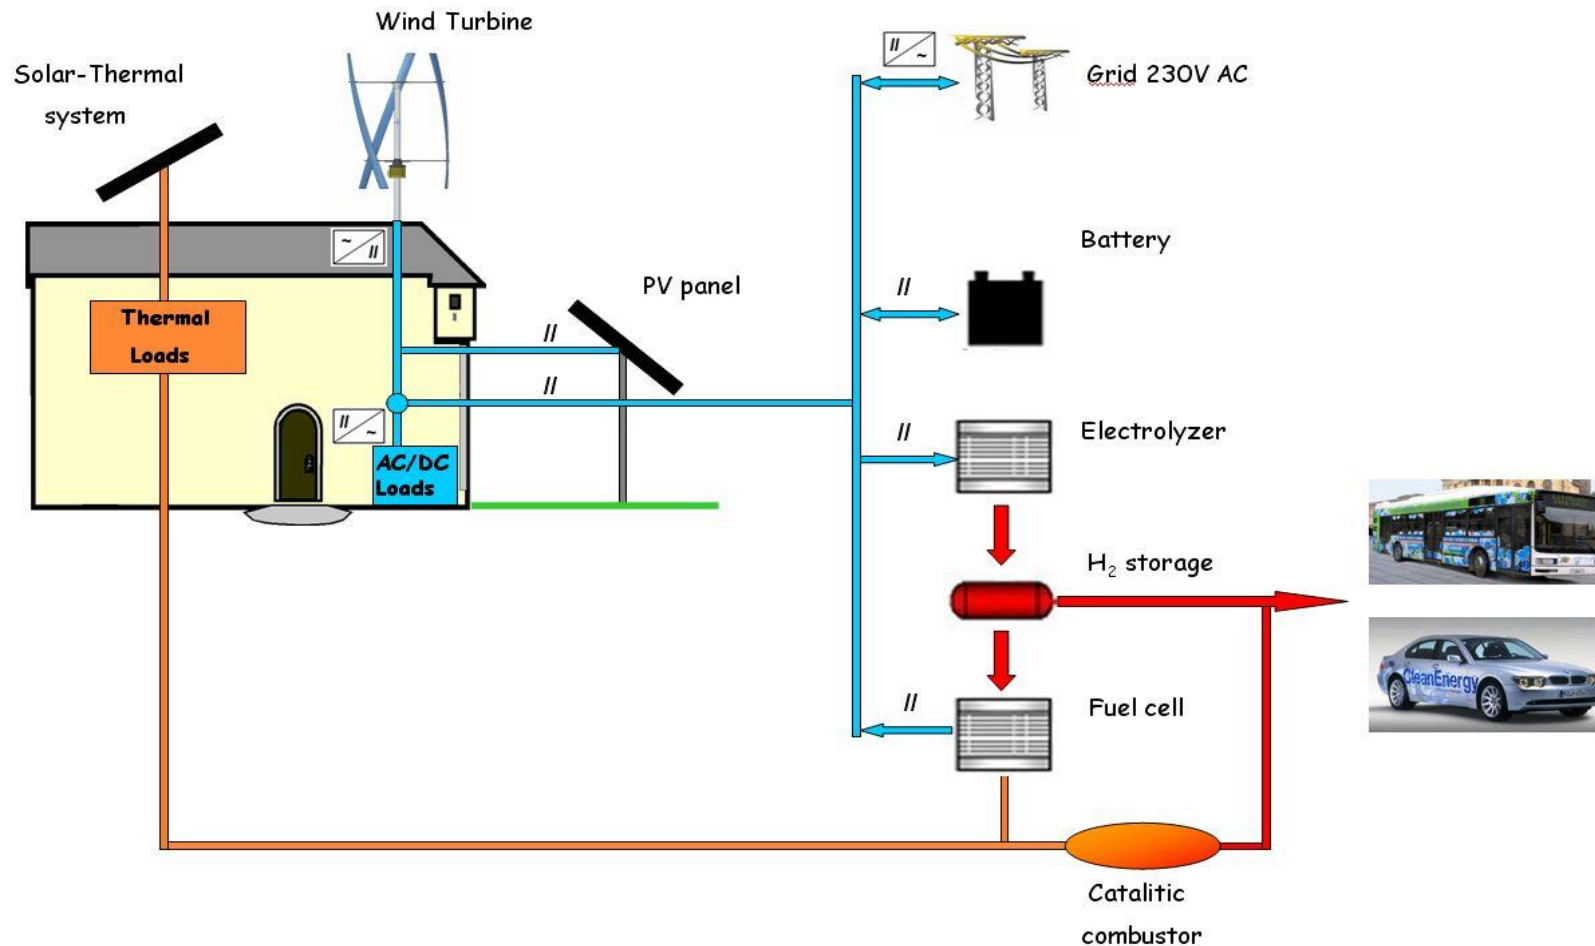 Wind Turbine
Solar-Thermal
system
Grid 230V AC
//
~
~
//
Battery
PV panel
//
Thermal
Loads
//
//
//
~
AC/DC
Loads
//
Electrolyzer
H₂ storage
CleanEnergy
//
Fuel cell
Catalitic
combustor